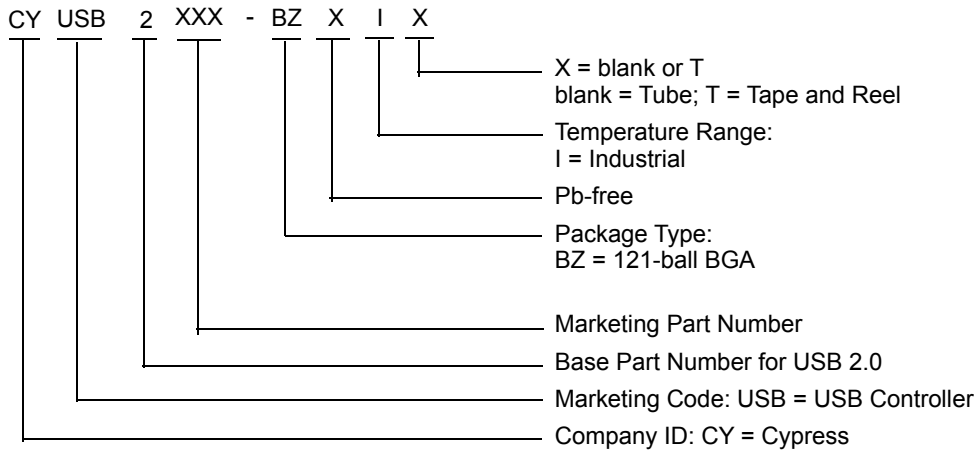 CY USB 2 XXX - BZ X I X
X = blank or T
blank = Tube; T = Tape and Reel
Temperature Range:
I = Industrial
Pb-free
Package Type:
BZ = 121-ball BGA
Marketing Part Number
Base Part Number for USB 2.0
Marketing Code: USB = USB Controller
Company ID: CY = Cypress